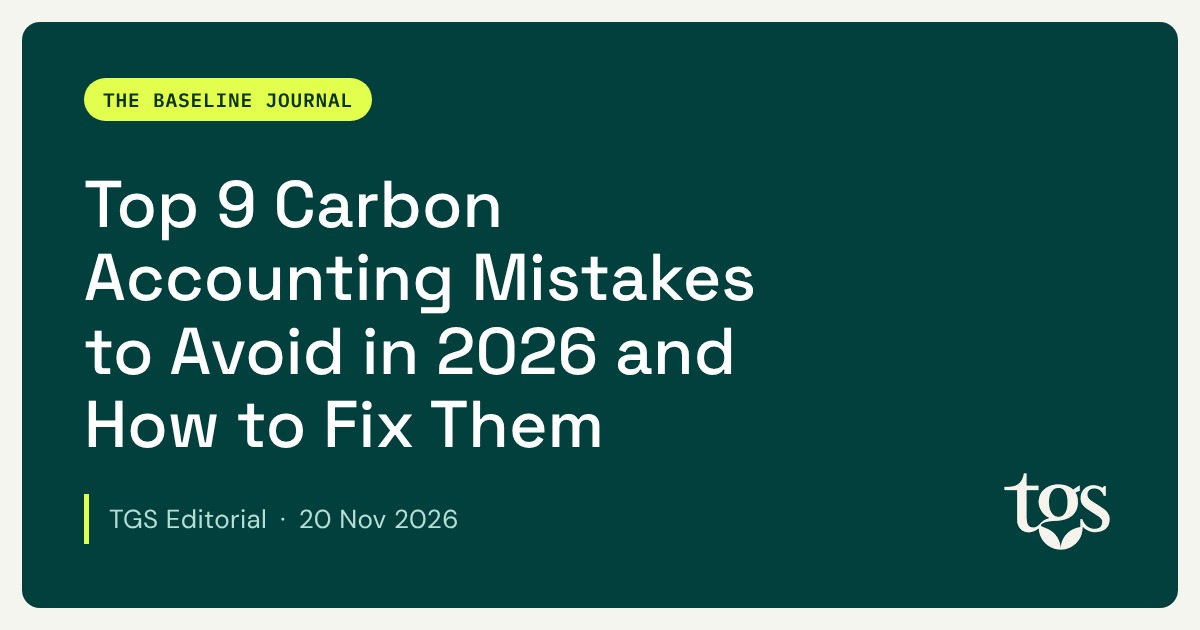 THE BASELINE JOURNAL
Top 9 Carbon
Accounting Mistakes
to Avoid in 2026 and
How to Fix Them
TGS Editorial · 20 Nov 2026
tgs